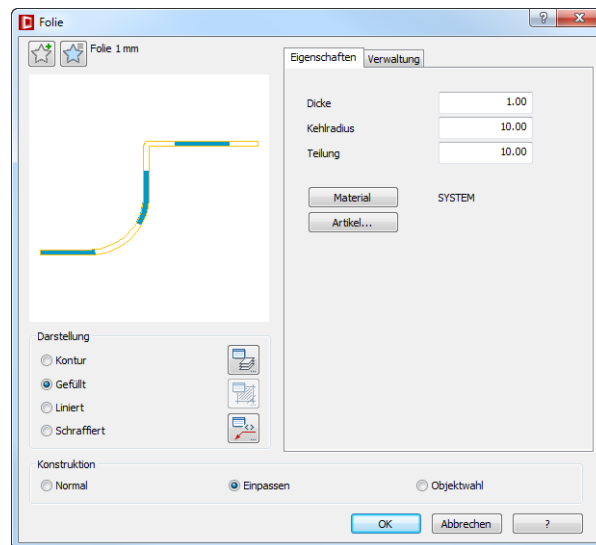 Folie
Folie 1 mm
Eigenschaften Verwaltung
Dicke 1.00
Kehlradius 10.00
Teilung 10.00
Material SYSTEM
Artikel...
Darstellung
Kontur
Gefüllt
Liniert
Schraffiert
Konstruktion
Normal Einpassen Objektwahl
OK Abbrechen ?